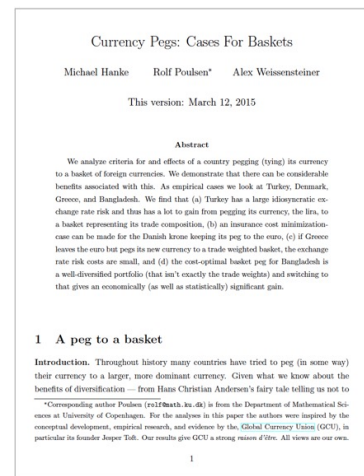 Currency Pegs: Cases For Baskets
Michael Hanke Rolf Poulsen* Alex Weissensteiner
This version: March 12, 2015
Abstract
We analyze criteria for and effects of a country pegging (tying) its currency
to a basket of foreign currencies. We demonstrate that there can be considerable
benefits associated with this. As empirical cases we look at Turkey, Denmark,
Greece, and Bangladesh. We find that (a) Turkey has a large idiosyncratic ex-
change rate risk and thus has a lot to gain from pegging its currency, the lira, to
a basket representing its trade composition, (b) an insurance cost minimization-
case can be made for the Danish krone keeping its peg to the euro, (c) if Greece
leaves the euro but pegs its new currency to a trade weighted basket, the exchange
rate risk costs are small, and (d) the cost-optimal basket peg for Bangladesh is
a well-diversified portfolio (that isn't exactly the trade weights) and switching to
that gives an economically (as well as statistically) significant gain.
1 A peg to a basket
Introduction. Throughout history many countries have tried to peg (in some way)
their currency to a larger, more dominant currency. Given what we know about the
benefits of diversification — from Hans Christian Andersen's fairy tale telling us not to
*Corresponding author Poulsen (rolf@math.ku.dk) is from the Department of Mathematical Sci-
ences at University of Copenhagen. For the analyses in this paper the authors were inspired by the
conceptual development, empirical research, and evidence by the, Global Currency Union (GCU), in
particular its founder Jesper Toft. Our results give GCU a strong raison d'être. All views are our own.
1